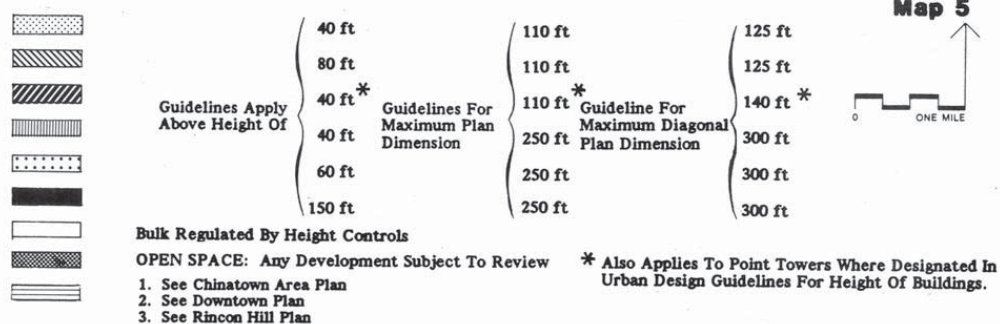 Map 5
40 ft 110 ft 125 ft
80 ft 110 ft 125 ft
Guidelines Apply
Above Height Of
40 ft* Guidelines For
Maximum Plan
Dimension
110 ft* Guideline For
Maximum Diagonal
Plan Dimension
140 ft *
40 ft 250 ft 300 ft
60 ft 250 ft 300 ft
150 ft 250 ft 300 ft
0 ONE MILE
Bulk Regulated By Height Controls
OPEN SPACE: Any Development Subject To Review
1. See Chinatown Area Plan
2. See Downtown Plan
3. See Rincon Hill Plan
* Also Applies To Point Towers Where Designated In
Urban Design Guidelines For Height Of Buildings.